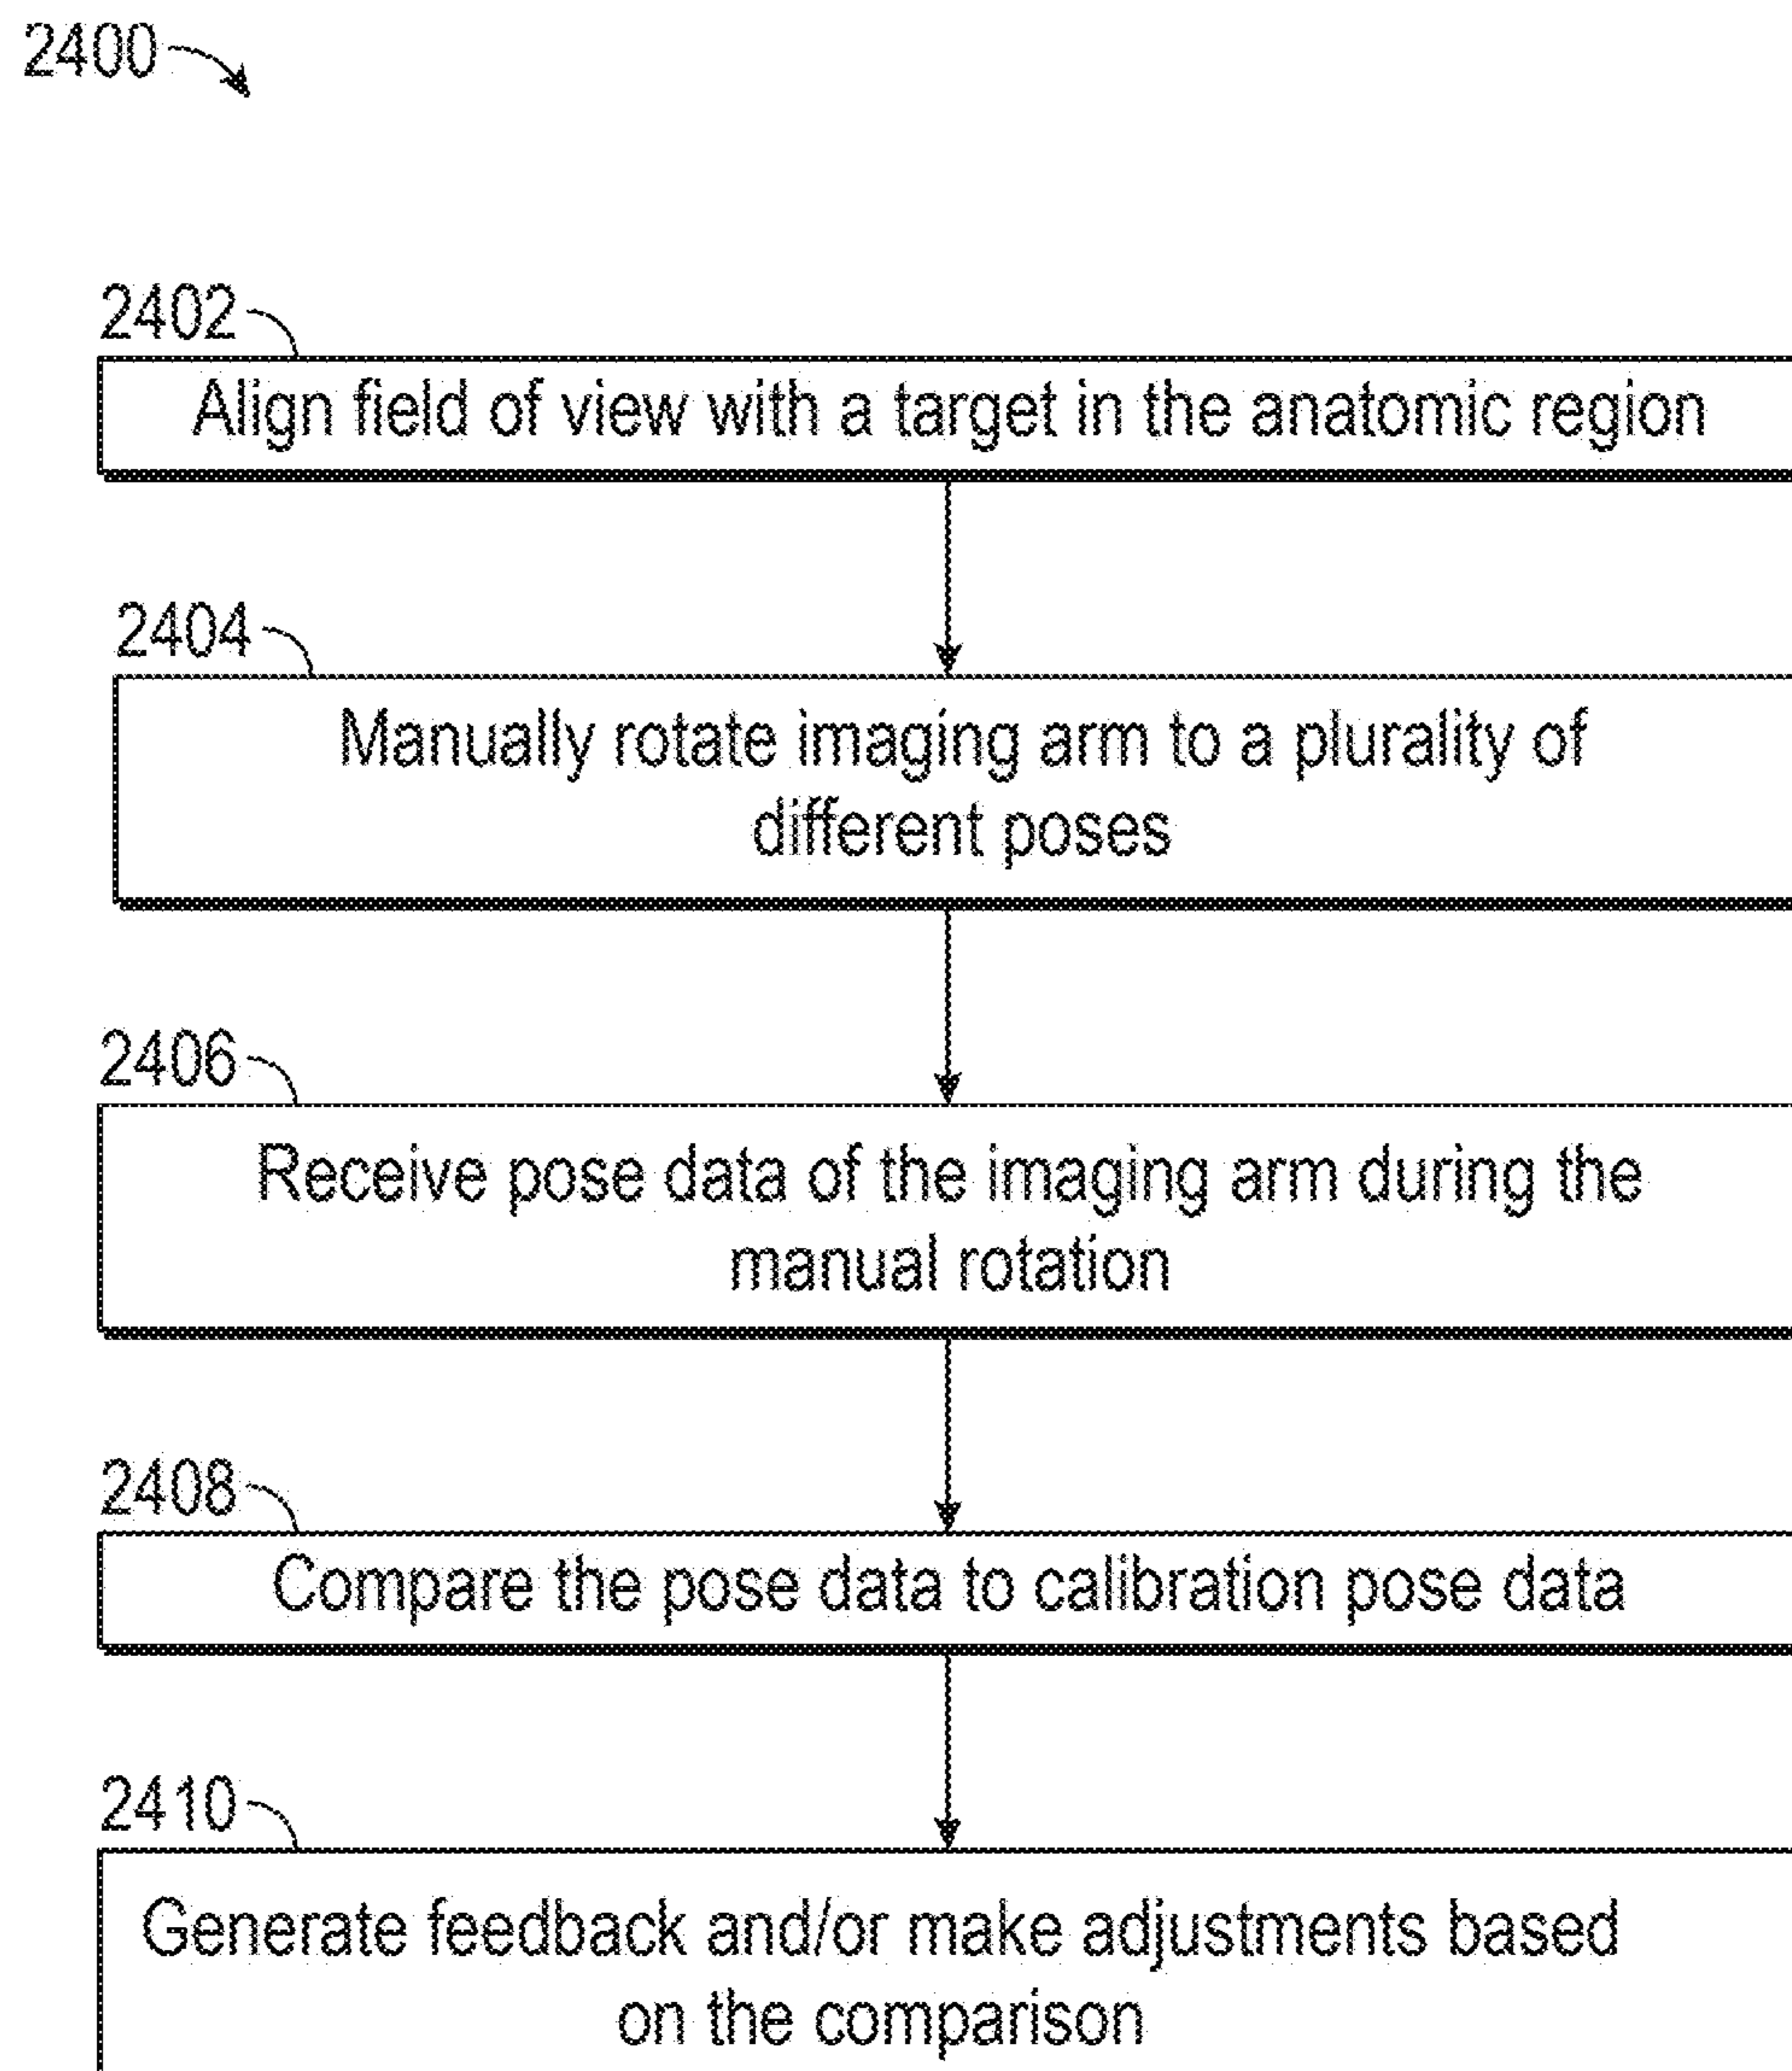 2400
2402
Align field of view with a target in the anatomic region
2404
Manually rotate imaging arm to a plurality of
different poses
2406
Receive pose data of the imaging arm during the
manual rotation
2408
Compare the pose data to calibration pose data
2410
Generate feedback and/or make adjustments based
on the comparison